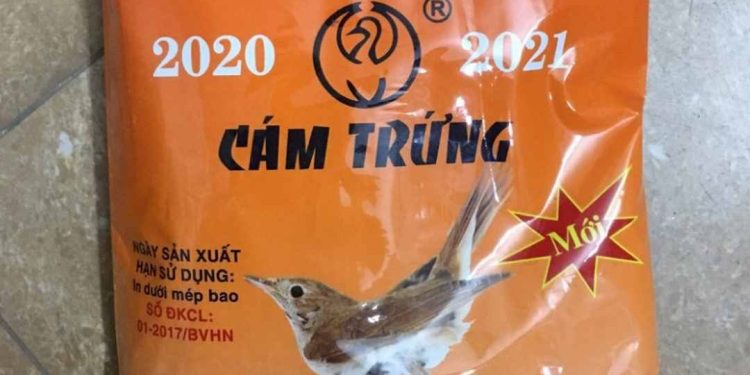 2020 ® 2021
CÁM TRỨNG
Mới
NGÀY SẢN XUẤT
HẠN SỬ DỤNG:
In dưới mép bao
SỐ ĐKCL:
01-2017/BVHN